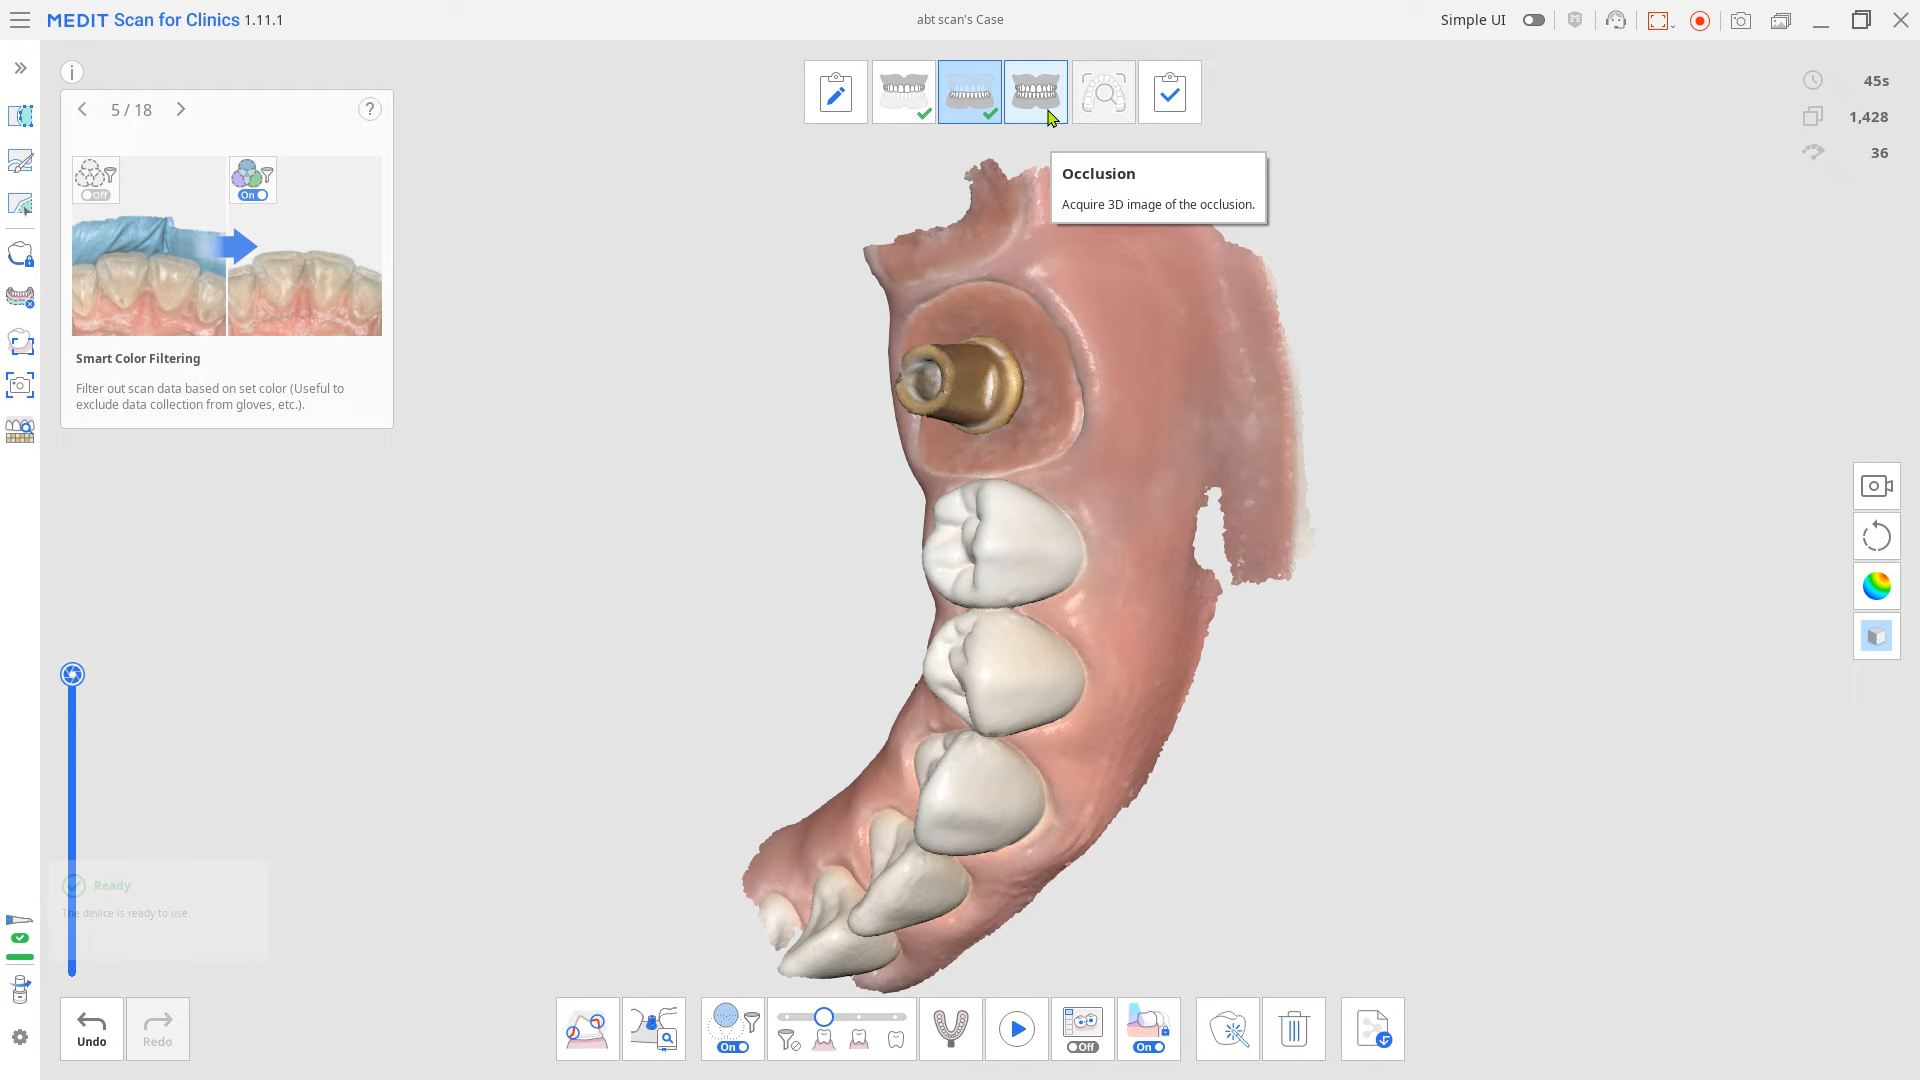 MEDIT Scan for Clinics 1.11.1
abt scan's Case
Simple UI
45s
1,428
36
5 / 18
?
Off
On
Smart Color Filtering
Filter out scan data based on set color (Useful to
exclude data collection from gloves, etc.).
Occlusion
Acquire 3D image of the occlusion.
Ready
The device is ready to use.
Undo
Redo
On
Off
On